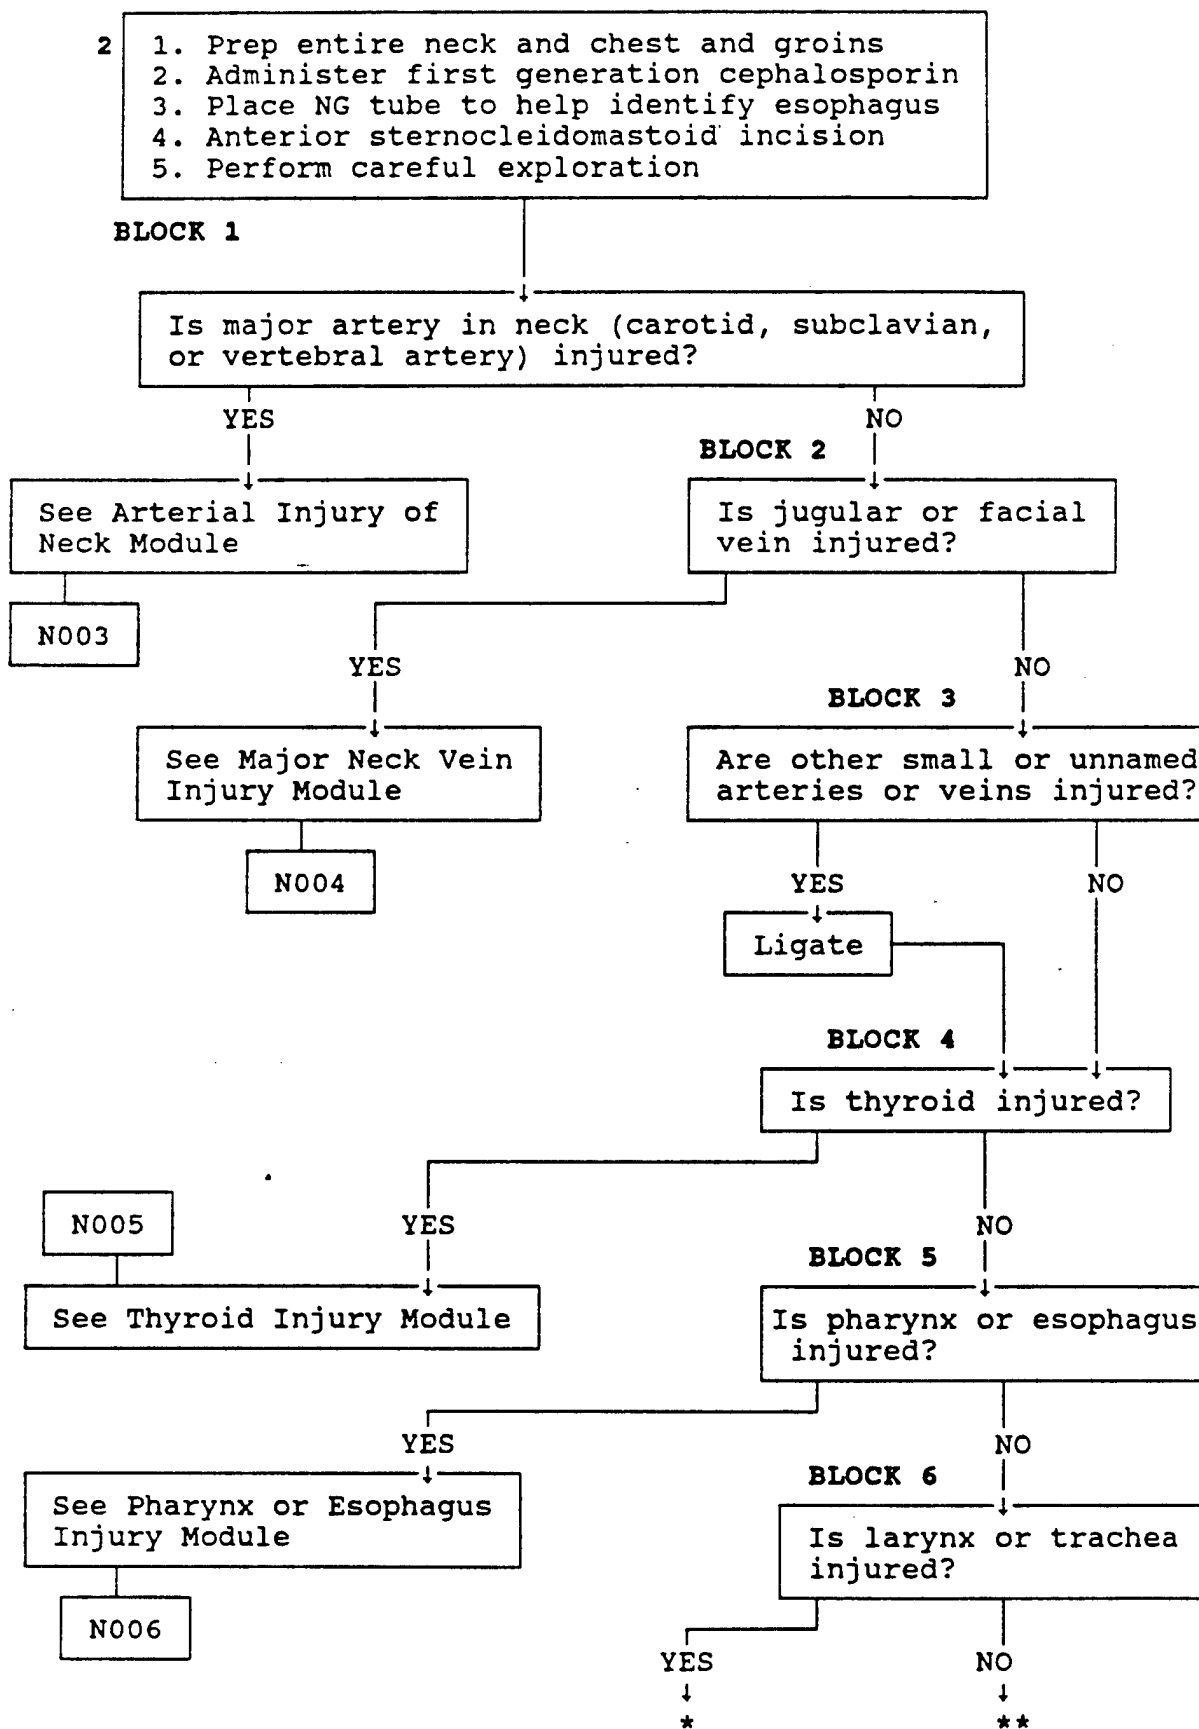 2
1. Prep entire neck and chest and groins
2. Administer first generation cephalosporin
3. Place NG tube to help identify esophagus
4. Anterior sternocleidomastoid incision
5. Perform careful exploration
BLOCK 1
Is major artery in neck (carotid, subclavian,
or vertebral artery) injured?
YES
NO
BLOCK 2
See Arterial Injury of
Neck Module
Is jugular or facial
vein injured?
N003
YES
NO
BLOCK 3
See Major Neck Vein
Injury Module
Are other small or unnamed
arteries or veins injured?
N004
YES
NO
Ligate
BLOCK 4
Is thyroid injured?
N005
YES
NO
BLOCK 5
See Thyroid Injury Module
Is pharynx or esophagus
injured?
YES
NO
BLOCK 6
See Pharynx or Esophagus
Injury Module
Is larynx or trachea
injured?
N006
YES
NO
*
**